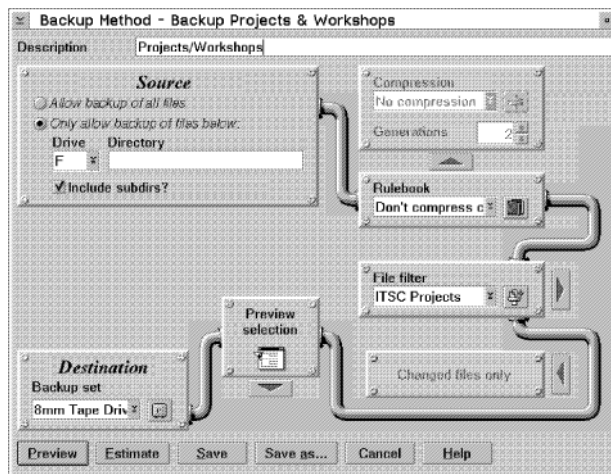 Backup Method - Backup Projects & Workshops
Description Projects/Workshops
Source
Allow backup of all files
Only allow backup of files below:
Drive Directory
F
Include subdirs?
Compression
No compression
Generations 2
Rulebook
Don't compress c
File filter
ITSC Projects
Preview
selection
Changed files only
Destination
Backup set
8mm Tape Driv
Preview Estimate Save Save as... Cancel Help